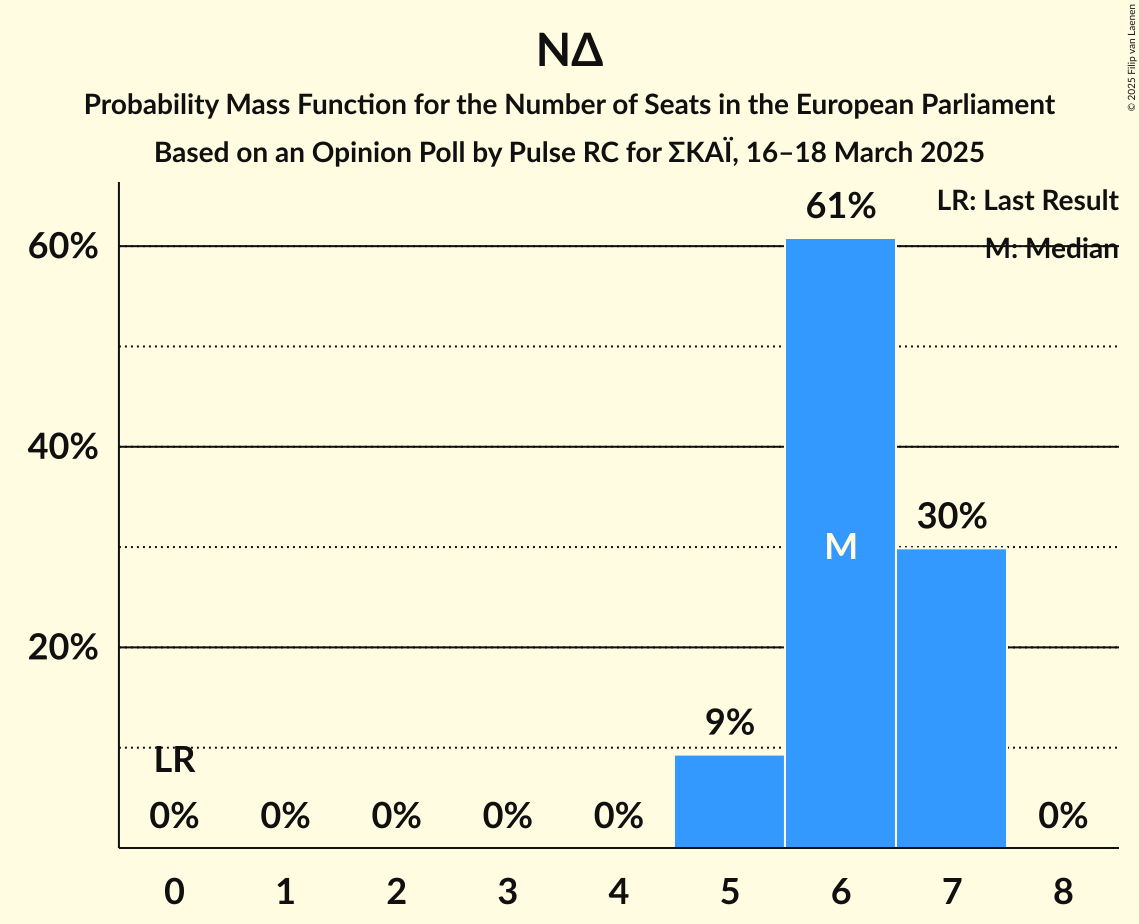 ΝΔ
Probability Mass Function for the Number of Seats in the European Parliament
Based on an Opinion Poll by Pulse RC for ΣΚΑΪ, 16–18 March 2025
© 2025 Filip van Laenen
LR: Last Result
M: Median
61%
60%
40%
30%
M
20%
9%
LR
0% 0% 0% 0% 0% 0%
0 1 2 3 4 5 6 7 8